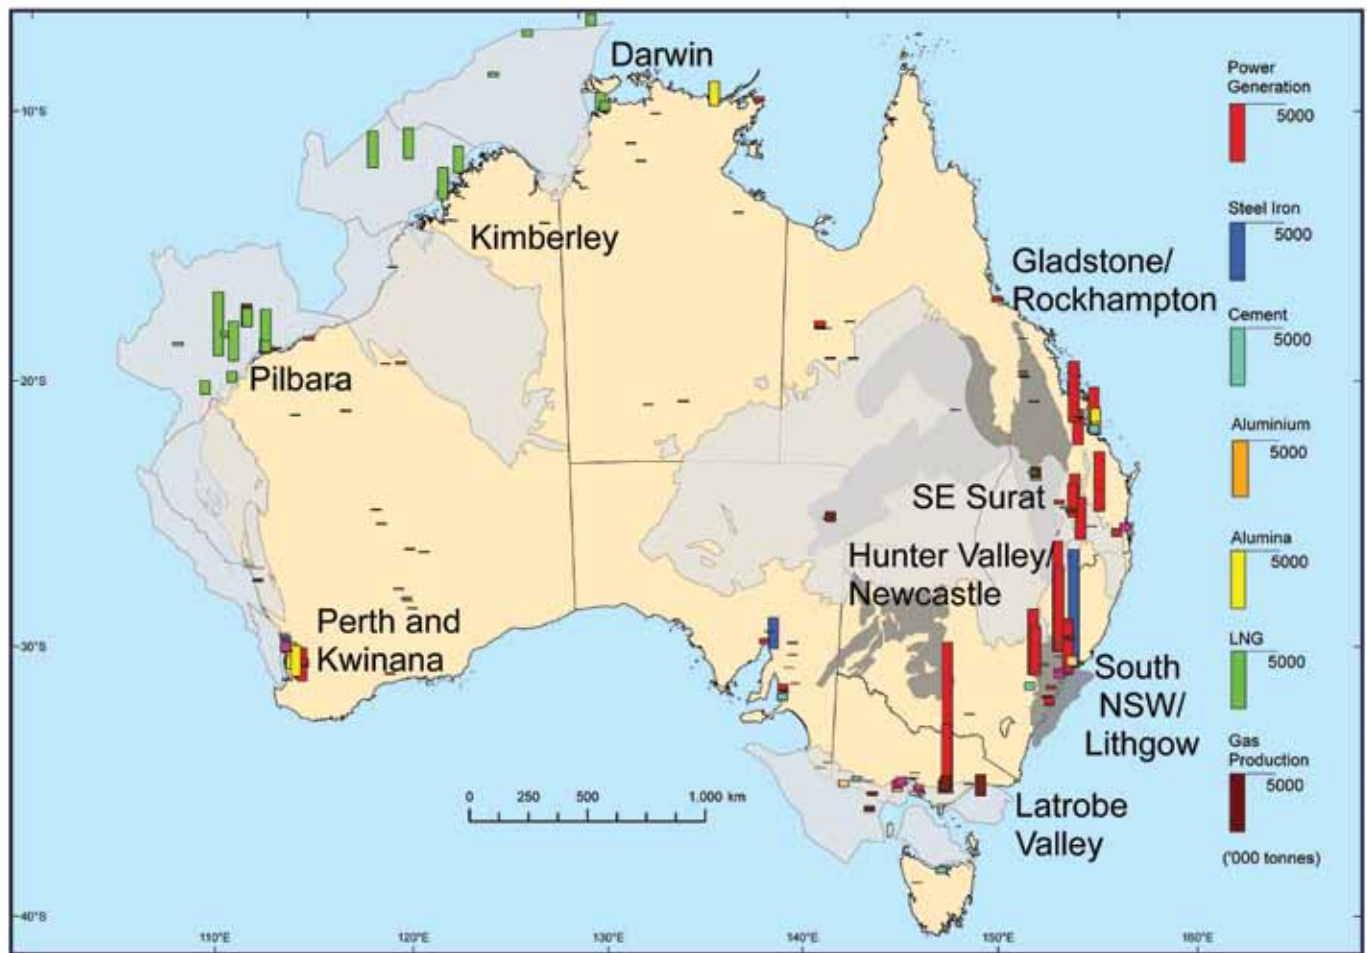 Darwin
Kimberley
Pilbara
Perth and
Kwinana
Gladstone/
Rockhampton
SE Surat
Hunter Valley/
Newcastle
South
NSW/
Lithgow
Latrobe
Valley
Power
Generation
5000
Steel Iron
5000
Cement
5000
Aluminium
5000
Alumina
5000
LNG
5000
Gas
Production
5000
('000 tonnes)
0 250 500 1,000 km
10°S
20°S
30°S
40°S
110°E 120°E 130°E 140°E 150°E 160°E